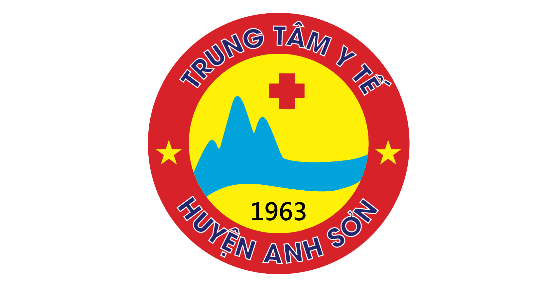 TRUNG TÂM Y TẾ
1963
HUYỆN ANH SƠN